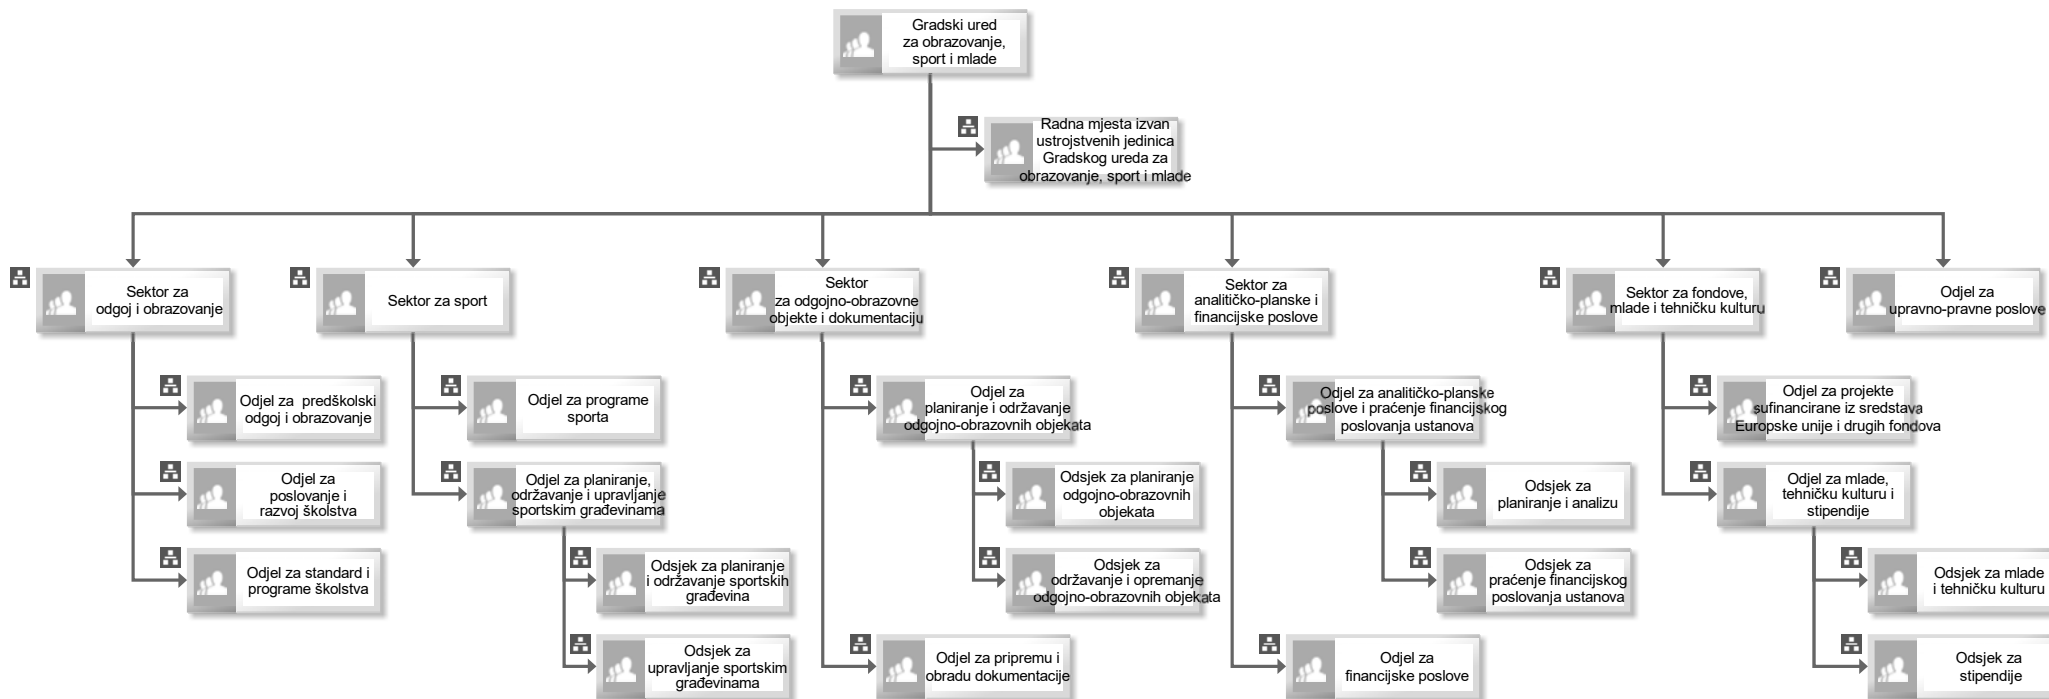 Gradski ured
za obrazovanje,
sport i mlade
Radna mjesta izvan
ustrojstvenih jedinica
Gradskog ureda za
obrazovanje, sport i mlade
Sektor za
odgoj i obrazovanje
Sektor za sport
Sektor
za odgojno-obrazovne
objekte i dokumentaciju
Sektor za
analitičko-planske i
financijske poslove
Sektor za fondove,
mlade i tehničku kulturu
Odjel za
upravno-pravne poslove
Odjel za predškolski
odgoj i obrazovanje
Odjel za
poslovanje i
razvoj školstva
Odjel za standard i
programe školstva
Odjel za programe
sporta
Odjel za planiranje,
održavanje i upravljanje
sportskim građevinama
Odsjek za planiranje
i održavanje sportskih
građevina
Odsjek za
upravljanje sportskim
građevinama
Odjel za
planiranje i održavanje
odgojno-obrazovnih objekata
Odsjek za planiranje
odgojno-obrazovnih
objekata
Odsjek za
održavanje i opremanje
odgojno-obrazovnih objekata
Odjel za pripremu i
obradu dokumentacije
Odjel za analitičko-planske
poslove i praćenje financijskog
poslovanja ustanova
Odsjek za
planiranje i analizu
Odsjek za
praćenje financijskog
poslovanja ustanova
Odjel za
financijske poslove
Odjel za projekte
sufinancirane iz sredstava
Europske unije i drugih fondova
Odjel za mlade,
tehničku kulturu i
stipendije
Odsjek za mlade
i tehničku kulturu
Odsjek za
stipendije